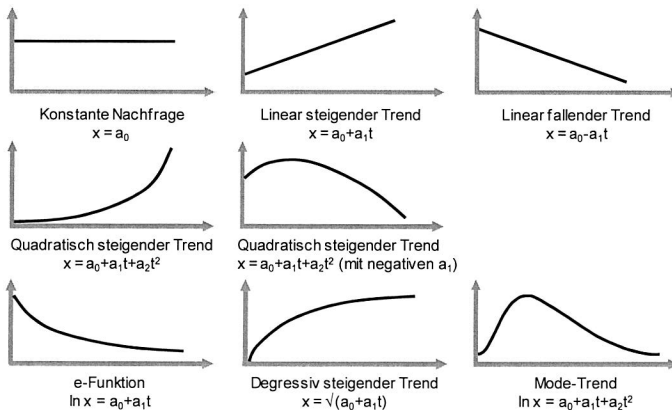 Konstante Nachfrage
x = a₀
Linear steigender Trend
x = a₀+a₁t
Linear fallender Trend
x = a₀-a₁t
Quadratisch steigender Trend
x = a₀+a₁t+a₂t²
Quadratisch steigender Trend
x = a₀+a₁t+a₂t² (mit negativen a₁)
e-Funktion
ln x = a₀+a₁t
Degressiv steigender Trend
x = √(a₀+a₁t)
Mode-Trend
ln x = a₀+a₁t+a₂t²